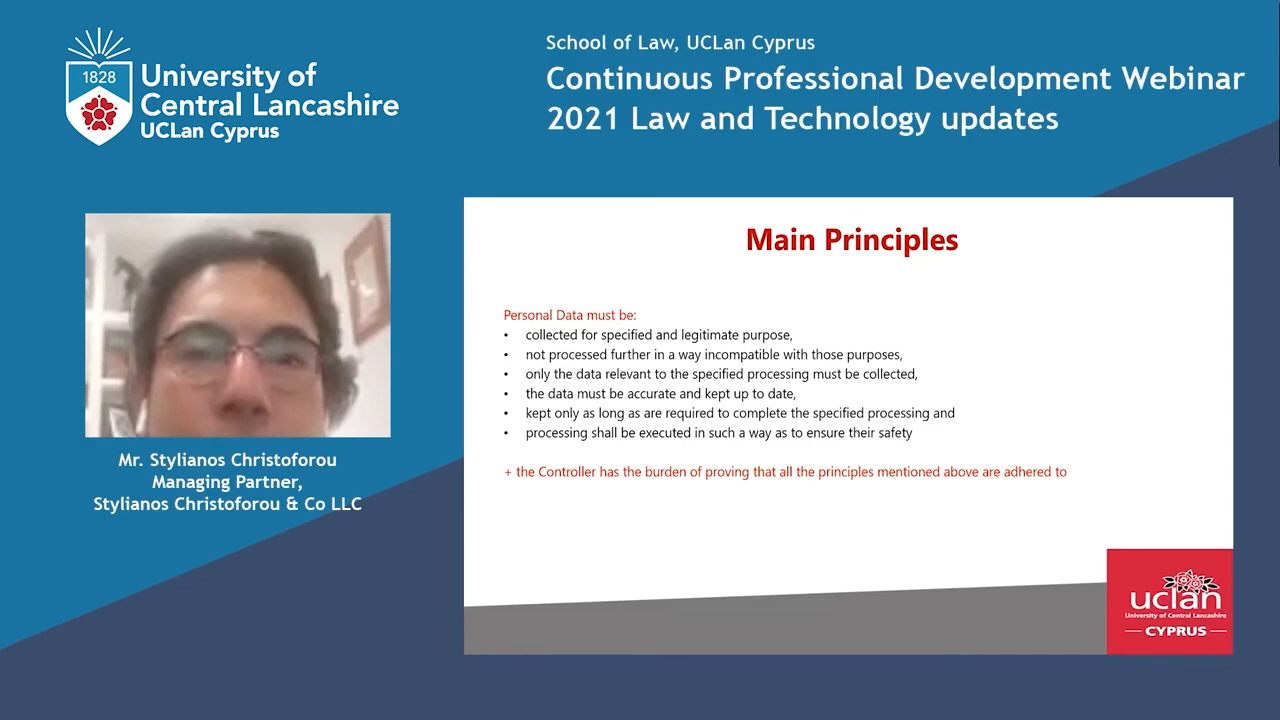 1828
University of
Central Lancashire
UCLan Cyprus
School of Law, UCLan Cyprus
Continuous Professional Development Webinar
2021 Law and Technology updates
Mr. Stylianos Christoforou
Managing Partner,
Stylianos Christoforou & Co LLC
Main Principles
Personal Data must be:
• collected for specified and legitimate purpose,
• not processed further in a way incompatible with those purposes,
• only the data relevant to the specified processing must be collected,
• the data must be accurate and kept up to date,
• kept only as long as are required to complete the specified processing and
• processing shall be executed in such a way as to ensure their safety
+ the Controller has the burden of proving that all the principles mentioned above are adhered to
uclan
University of Central Lancashire
CYPRUS